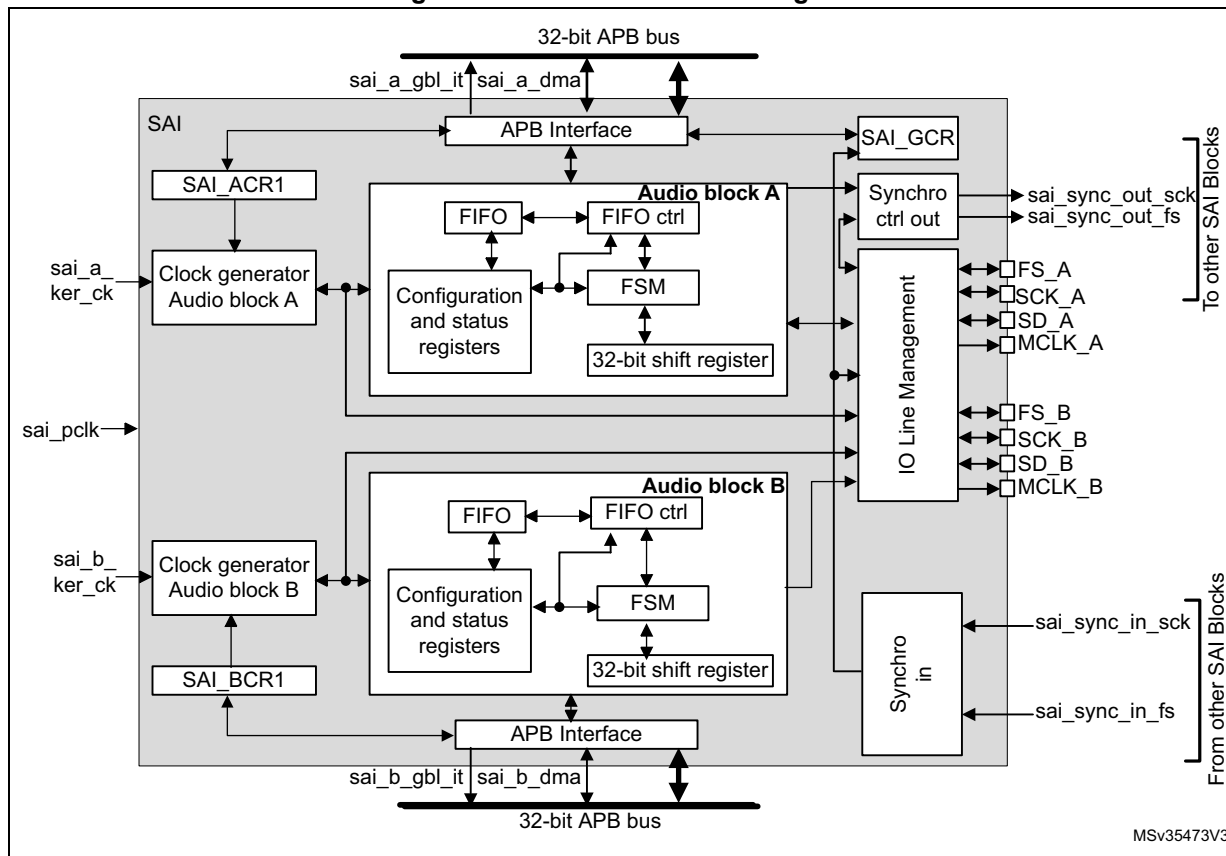 32-bit APB bus
sai_a_gbl_it
sai_a_dma
SAI
APB Interface
SAI_GCR
SAI_ACR1
Audio block A
Synchro
ctrl out
sai_sync_out_sck
sai_sync_out_fs
To other SAI Blocks
FIFO
FIFO ctrl
sai_a_
ker_ck
Clock generator
Audio block A
Configuration
and status
registers
FSM
32-bit shift register
IO Line Management
FS_A
SCK_A
SD_A
MCLK_A
sai_pclk
FS_B
SCK_B
SD_B
MCLK_B
Audio block B
FIFO
FIFO ctrl
sai_b_
ker_ck
Clock generator
Audio block B
Configuration
and status
registers
FSM
32-bit shift register
SAI_BCR1
Synchro
in
sai_sync_in_sck
sai_sync_in_fs
From other SAI Blocks
APB Interface
sai_b_gbl_it
sai_b_dma
32-bit APB bus
MSv35473V3